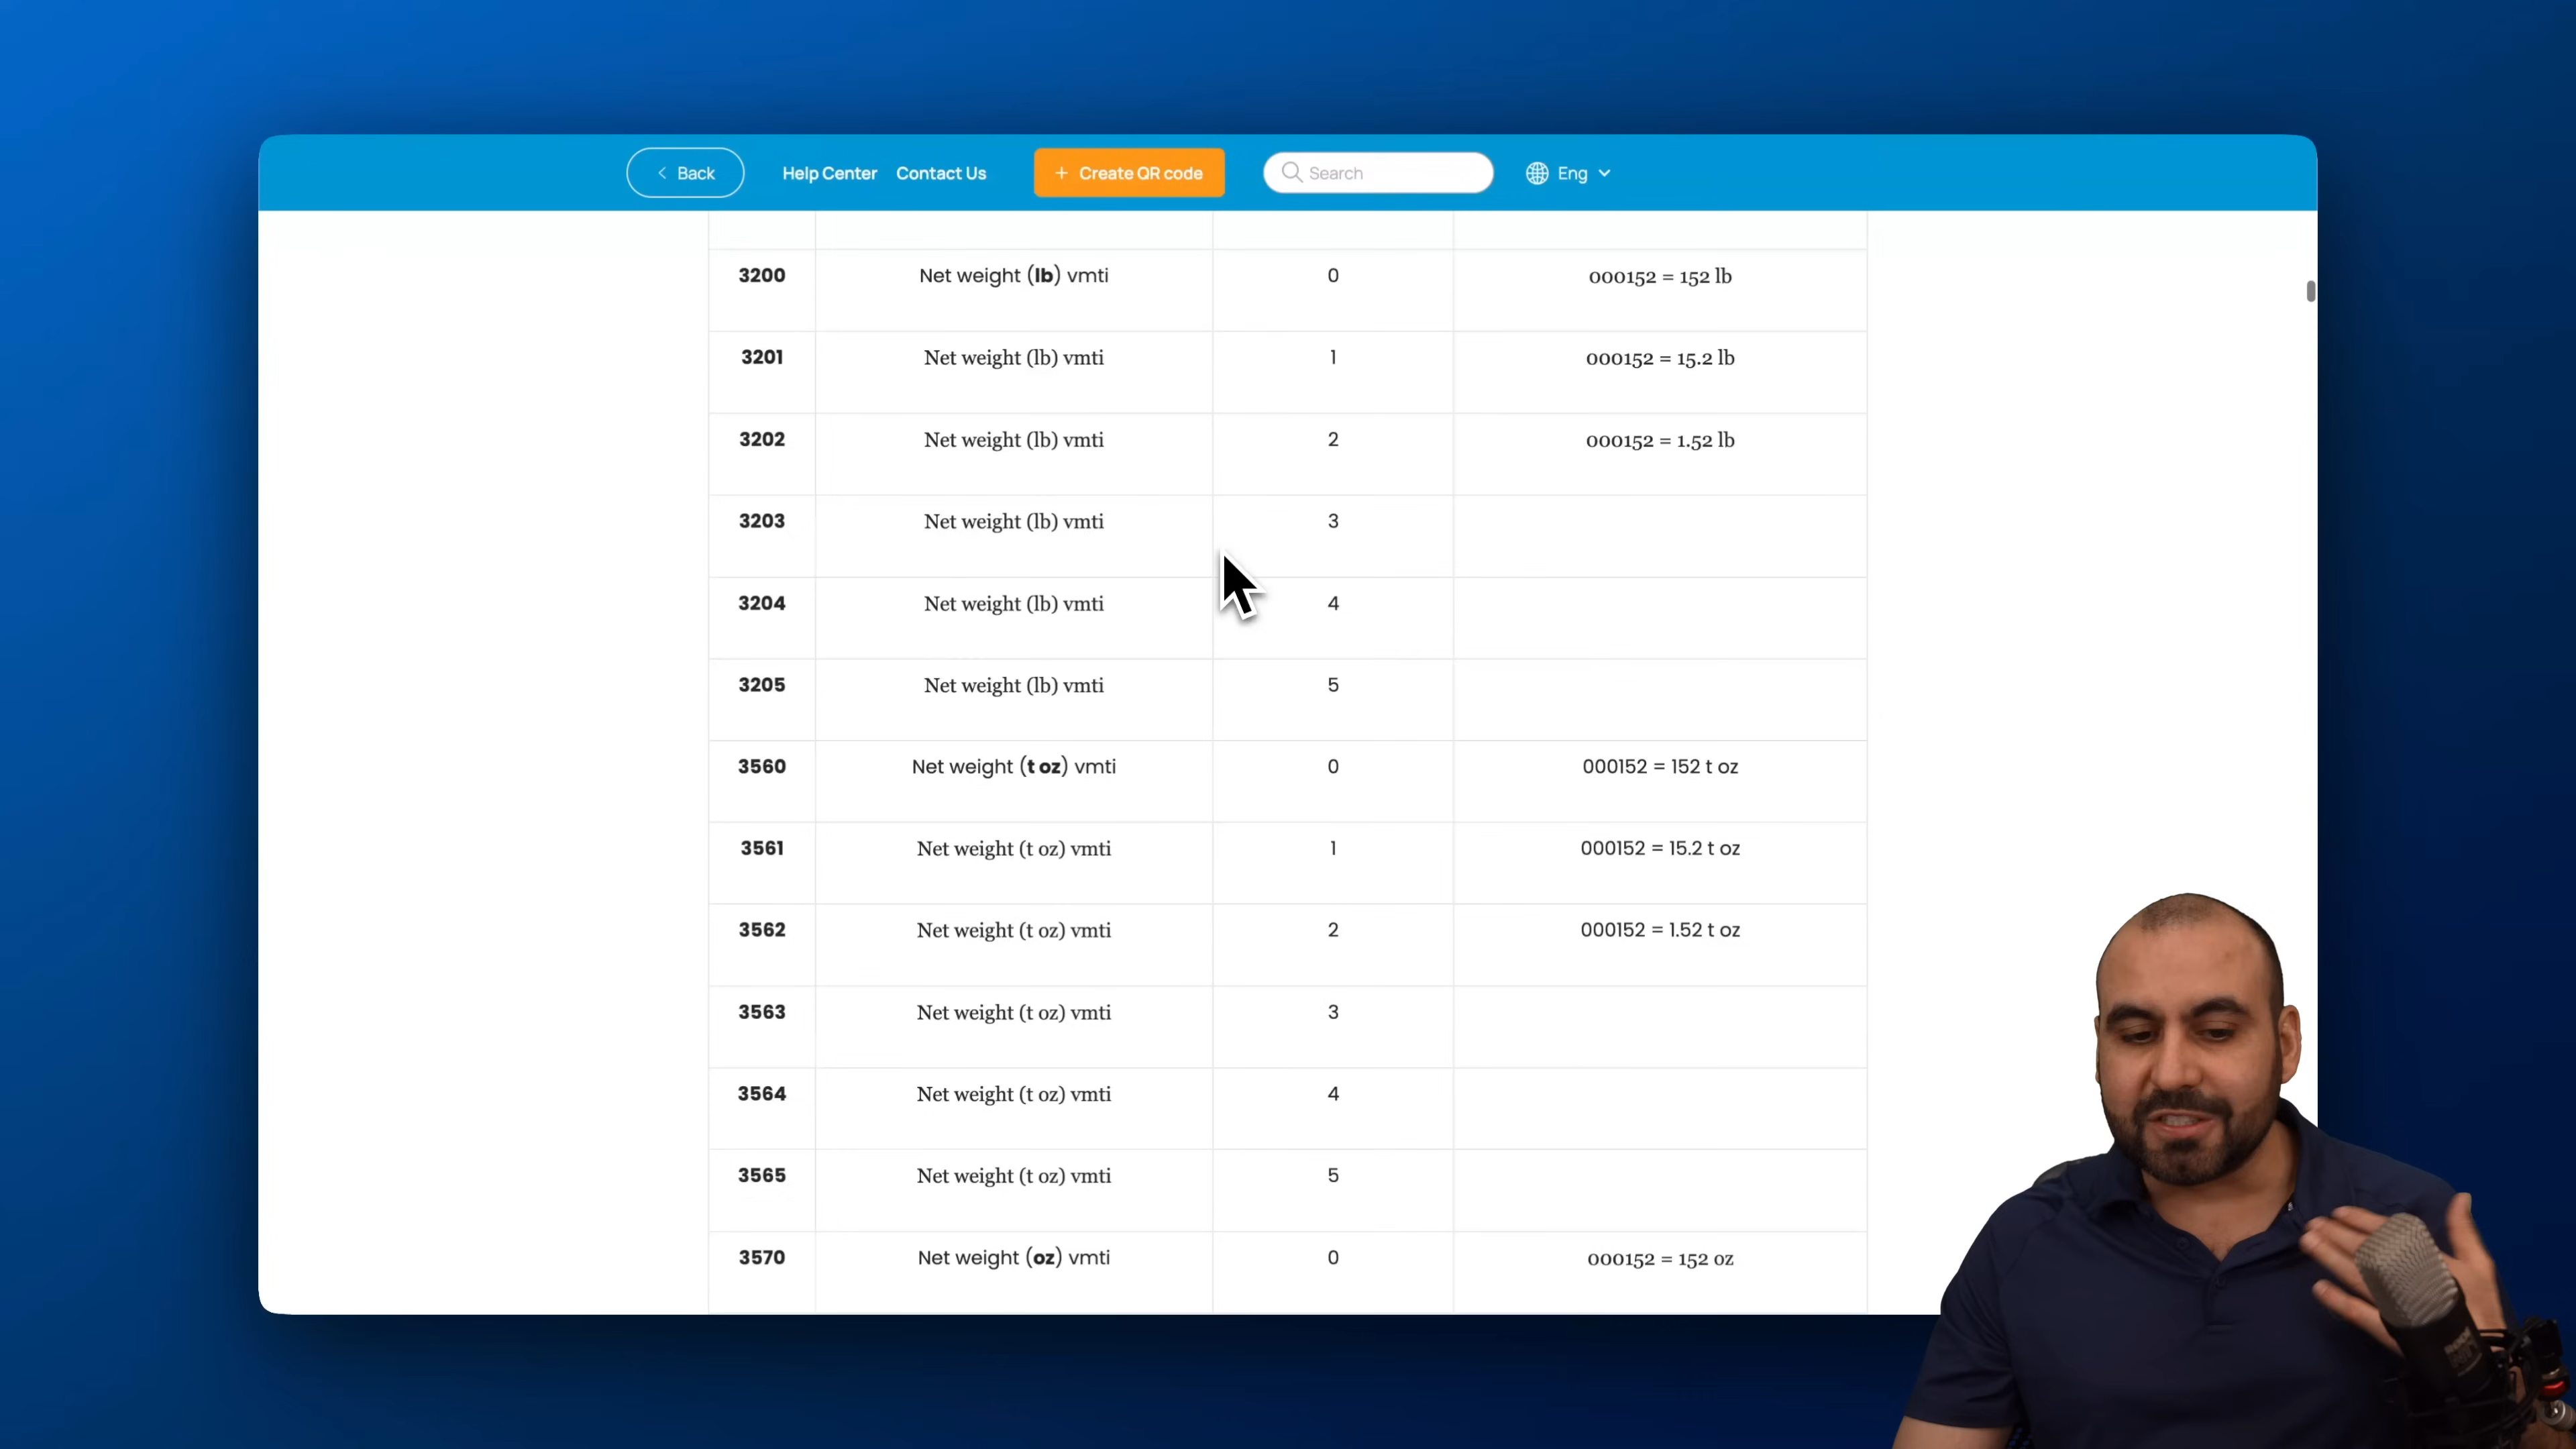 Back Help Center Contact Us + Create QR code Search Eng
3200 Net weight (lb) vmti 0 000152 = 152 lb
3201 Net weight (lb) vmti 1 000152 = 15.2 lb
3202 Net weight (lb) vmti 2 000152 = 1.52 lb
3203 Net weight (lb) vmti 3
3204 Net weight (lb) vmti 4
3205 Net weight (lb) vmti 5
3560 Net weight (t oz) vmti 0 000152 = 152 t oz
3561 Net weight (t oz) vmti 1 000152 = 15.2 t oz
3562 Net weight (t oz) vmti 2 000152 = 1.52 t oz
3563 Net weight (t oz) vmti 3
3564 Net weight (t oz) vmti 4
3565 Net weight (t oz) vmti 5
3570 Net weight (oz) vmti 0 000152 = 152 oz